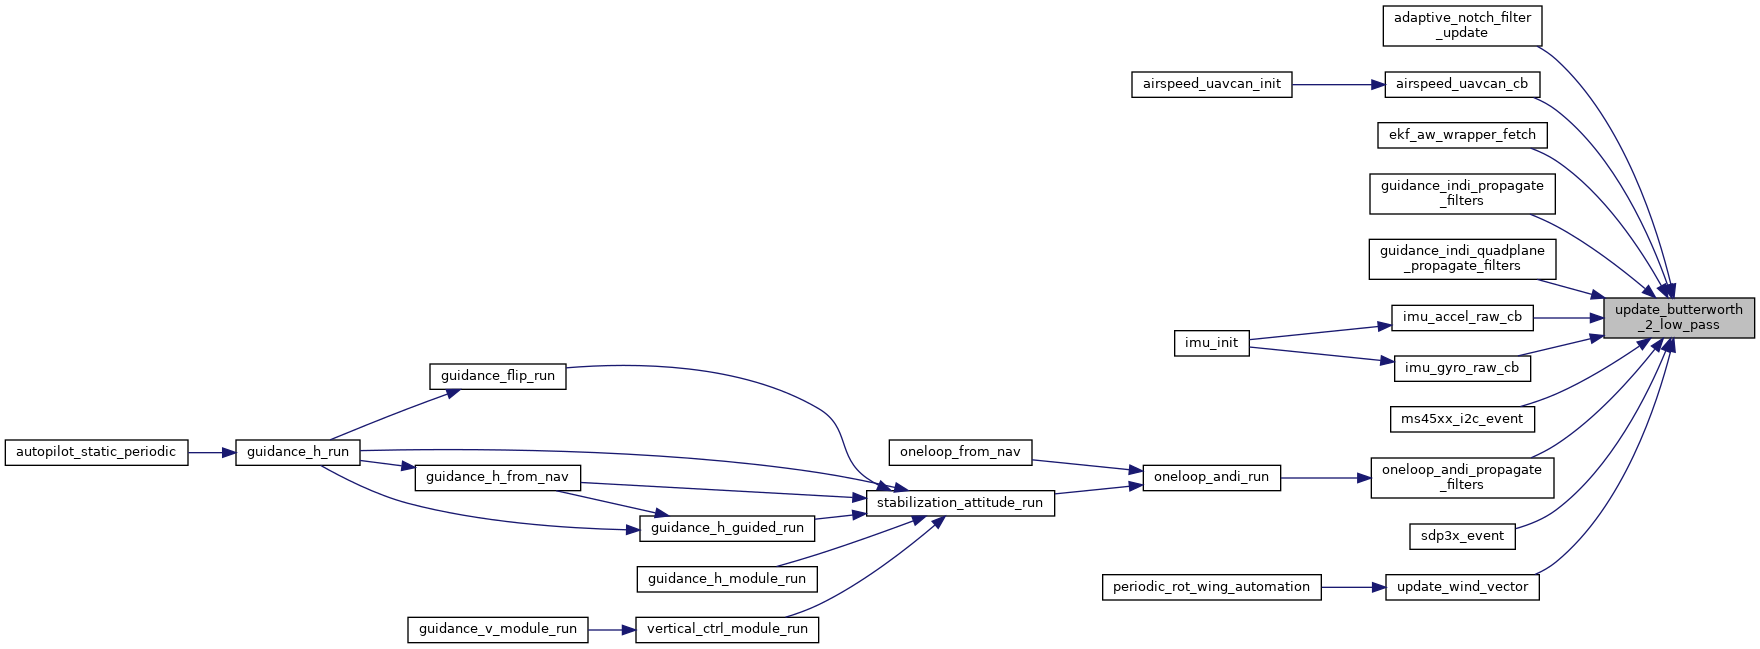 adaptive_notch_filter
_update
airspeed_uavcan_init
airspeed_uavcan_cb
ekf_aw_wrapper_fetch
guidance_indi_propagate
_filters
guidance_indi_quadplane
_propagate_filters
update_butterworth
_2_low_pass
imu_accel_raw_cb
imu_init
imu_gyro_raw_cb
guidance_flip_run
ms45xx_i2c_event
autopilot_static_periodic
guidance_h_run
oneloop_from_nav
guidance_h_from_nav
oneloop_andi_run
oneloop_andi_propagate
_filters
stabilization_attitude_run
guidance_h_guided_run
sdp3x_event
guidance_h_module_run
periodic_rot_wing_automation
update_wind_vector
guidance_v_module_run
vertical_ctrl_module_run